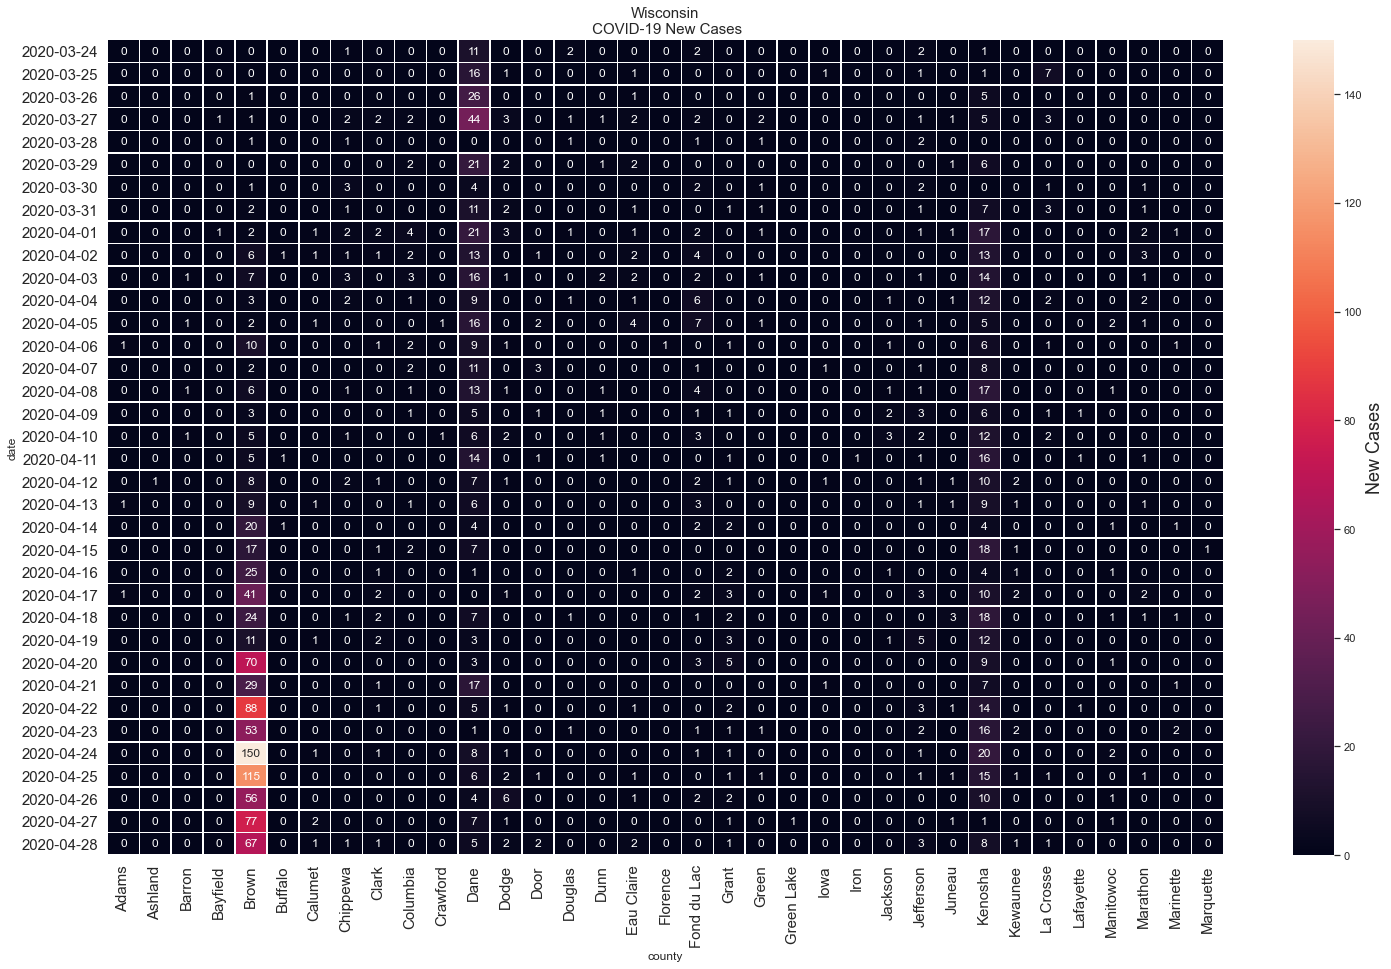 Wisconsin
COVID-19 New Cases
2020-03-24 0 0 0 0 0 0 0 1 0 0 0 11 0 0 2 0 0 0 2 0 0 0 0 0 0 2 0 1 0 0 0 0 0 0 0
2020-03-25 0 0 0 0 0 0 0 0 0 0 0 16 1 0 0 0 1 0 0 0 0 0 1 0 0 1 0 1 0 7 0 0 0 0 0
2020-03-26 0 0 0 0 1 0 0 0 0 0 0 26 0 0 0 0 1 0 0 0 0 0 0 0 0 0 0 5 0 0 0 0 0 0 0
2020-03-27 0 0 0 1 1 0 0 2 2 2 0 44 3 0 1 1 2 0 2 0 2 0 0 0 0 1 1 5 0 3 0 0 0 0 0
2020-03-28 0 0 0 0 1 0 0 1 0 0 0 0 0 0 1 0 0 0 1 0 1 0 0 0 0 2 0 0 0 0 0 0 0 0 0
2020-03-29 0 0 0 0 0 0 0 0 0 2 0 21 2 0 0 1 2 0 0 0 0 0 0 0 0 0 1 6 0 0 0 0 0 0 0
2020-03-30 0 0 0 0 1 0 0 3 0 0 0 4 0 0 0 0 0 0 2 0 1 0 0 0 0 2 0 0 0 1 0 0 1 0 0
2020-03-31 0 0 0 0 2 0 0 1 0 0 0 11 2 0 0 0 1 0 0 1 1 0 0 0 0 1 0 7 0 3 0 0 1 0 0
2020-04-01 0 0 0 1 2 0 1 2 2 4 0 21 3 0 1 0 1 0 2 0 1 0 0 0 0 1 1 17 0 0 0 0 2 1 0
2020-04-02 0 0 0 0 6 1 1 1 1 2 0 13 0 1 0 0 2 0 4 0 0 0 0 0 0 0 0 13 0 0 0 0 3 0 0
2020-04-03 0 0 1 0 7 0 0 3 0 3 0 16 1 0 0 2 2 0 2 0 1 0 0 0 0 1 0 14 0 0 0 0 1 0 0
2020-04-04 0 0 0 0 3 0 0 2 0 1 0 9 0 0 1 0 1 0 6 0 0 0 0 0 1 0 1 12 0 2 0 0 2 0 0
2020-04-05 0 0 1 0 2 0 1 0 0 0 1 16 0 2 0 0 4 0 7 0 1 0 0 0 0 1 0 5 0 0 0 2 1 0 0
2020-04-06 1 0 0 0 10 0 0 0 1 2 0 9 1 0 0 0 0 1 0 1 0 0 0 0 1 0 0 6 0 1 0 0 0 1 0
2020-04-07 0 0 0 0 2 0 0 0 0 2 0 11 0 3 0 0 0 0 1 0 0 0 1 0 0 1 0 8 0 0 0 0 0 0 0
2020-04-08 0 0 1 0 6 0 0 1 0 1 0 13 1 0 0 1 0 0 4 0 0 0 0 0 1 1 0 17 0 0 0 1 0 0 0
2020-04-09 0 0 0 0 3 0 0 0 0 1 0 5 0 1 0 1 0 0 1 1 0 0 0 0 2 3 0 6 0 1 1 0 0 0 0
2020-04-10 0 0 1 0 5 0 0 1 0 0 1 6 2 0 0 1 0 0 3 0 0 0 0 0 3 2 0 12 0 2 0 0 0 0 0
2020-04-11 0 0 0 0 5 1 0 0 0 0 0 14 0 1 0 1 0 0 0 1 0 0 0 1 0 1 0 16 0 0 1 0 1 0 0
2020-04-12 0 1 0 0 8 0 0 2 1 0 0 7 1 0 0 0 0 0 2 1 0 0 1 0 0 1 1 10 2 0 0 0 0 0 0
2020-04-13 1 0 0 0 9 0 1 0 0 1 0 6 0 0 0 0 0 0 3 0 0 0 0 0 0 1 1 9 1 0 0 0 1 0 0
2020-04-14 0 0 0 0 20 1 0 0 0 0 0 4 0 0 0 0 0 0 2 2 0 0 0 0 0 0 0 4 0 0 0 1 0 1 0
2020-04-15 0 0 0 0 17 0 0 0 1 2 0 7 0 0 0 0 0 0 0 0 0 0 0 0 0 0 0 18 1 0 0 0 0 0 1
2020-04-16 0 0 0 0 25 0 0 0 1 0 0 1 0 0 0 0 1 0 0 2 0 0 0 0 1 0 0 4 1 0 0 1 0 0 0
2020-04-17 1 0 0 0 41 0 0 0 2 0 0 0 1 0 0 0 0 0 2 3 0 0 1 0 0 3 0 10 2 0 0 0 2 0 0
2020-04-18 0 0 0 0 24 0 0 1 2 0 0 7 0 0 1 0 0 0 1 2 0 0 0 0 0 0 3 18 0 0 0 1 1 1 0
2020-04-19 0 0 0 0 11 0 1 0 2 0 0 3 0 0 0 0 0 0 0 3 0 0 0 0 1 5 0 12 0 0 0 0 0 0 0
2020-04-20 0 0 0 0 70 0 0 0 0 0 0 3 0 0 0 0 0 0 3 5 0 0 0 0 0 0 0 9 0 0 0 1 0 0 0
2020-04-21 0 0 0 0 29 0 0 0 1 0 0 17 0 0 0 0 0 0 0 0 0 0 1 0 0 0 0 7 0 0 0 0 0 1 0
2020-04-22 0 0 0 0 88 0 0 0 1 0 0 5 1 0 0 0 1 0 0 2 0 0 0 0 0 3 1 14 0 0 1 0 0 0 0
2020-04-23 0 0 0 0 53 0 0 0 0 0 0 1 0 0 1 0 0 0 1 1 1 0 0 0 0 2 0 16 2 0 0 0 0 2 0
2020-04-24 0 0 0 0 150 0 1 0 1 0 0 8 1 0 0 0 0 0 1 1 0 0 0 0 0 1 0 20 0 0 0 2 0 0 0
2020-04-25 0 0 0 0 115 0 0 0 0 0 0 6 2 1 0 0 1 0 0 1 1 0 0 0 0 1 1 15 1 1 0 0 1 0 0
2020-04-26 0 0 0 0 56 0 0 0 0 0 0 4 6 0 0 0 1 0 2 2 0 0 0 0 0 0 0 10 0 0 0 1 0 0 0
2020-04-27 0 0 0 0 77 0 2 0 0 0 0 7 1 0 0 0 0 0 0 1 0 1 0 0 0 0 1 1 0 0 0 1 0 0 0
2020-04-28 0 0 0 0 67 0 1 1 1 0 0 5 2 2 0 0 2 0 0 1 0 0 0 0 0 3 0 8 1 1 0 0 0 0 0
date
Adams
Ashland
Barron
Bayfield
Brown
Buffalo
Calumet
Chippewa
Clark
Columbia
Crawford
Dane
Dodge
Door
Douglas
Dunn
Eau Claire
Florence
Fond du Lac
Grant
Green
Green Lake
Iowa
Iron
Jackson
Jefferson
Juneau
Kenosha
Kewaunee
La Crosse
Lafayette
Manitowoc
Marathon
Marinette
Marquette
county
140
120
100
80
60
40
20
0
New Cases